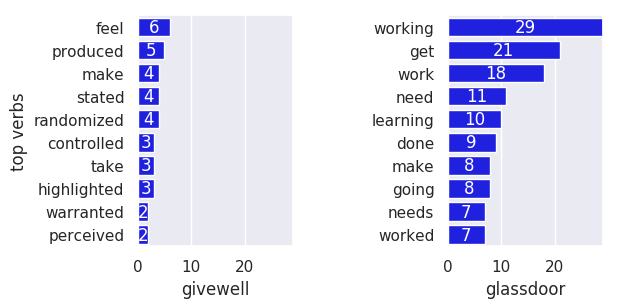 top verbs
feel 6
produced 5
make 4
stated 4
randomized 4
controlled 3
take 3
highlighted 3
warranted 2
perceived 2
0 10 20
givewell
working 29
get 21
work 18
need 11
learning 10
done 9
make 8
going 8
needs 7
worked 7
0 10 20
glassdoor